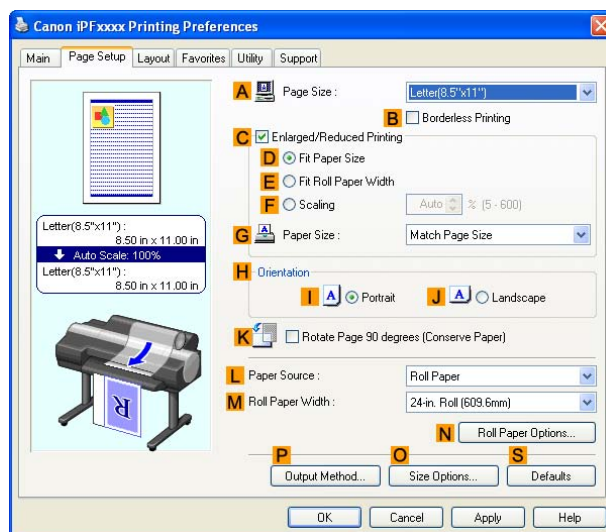 Canon iPFxxxx Printing Preferences
Main Page Setup Layout Favorites Utility Support
A Page Size : Letter(8.5"x11")
B Borderless Printing
C Enlarged/Reduced Printing
D Fit Paper Size
E Fit Roll Paper Width
F Scaling Auto % (5 - 600)
G Paper Size : Match Page Size
Letter(8.5"x11") :
8.50 in x 11.00 in
Auto Scale: 100%
Letter(8.5"x11") :
8.50 in x 11.00 in
H Orientation
I A Portrait J A Landscape
K Rotate Page 90 degrees (Conserve Paper)
R
L Paper Source : Roll Paper
M Roll Paper Width : 24-in. Roll (609.6mm)
N Roll Paper Options...
P O S
Output Method... Size Options... Defaults
OK Cancel Apply Help